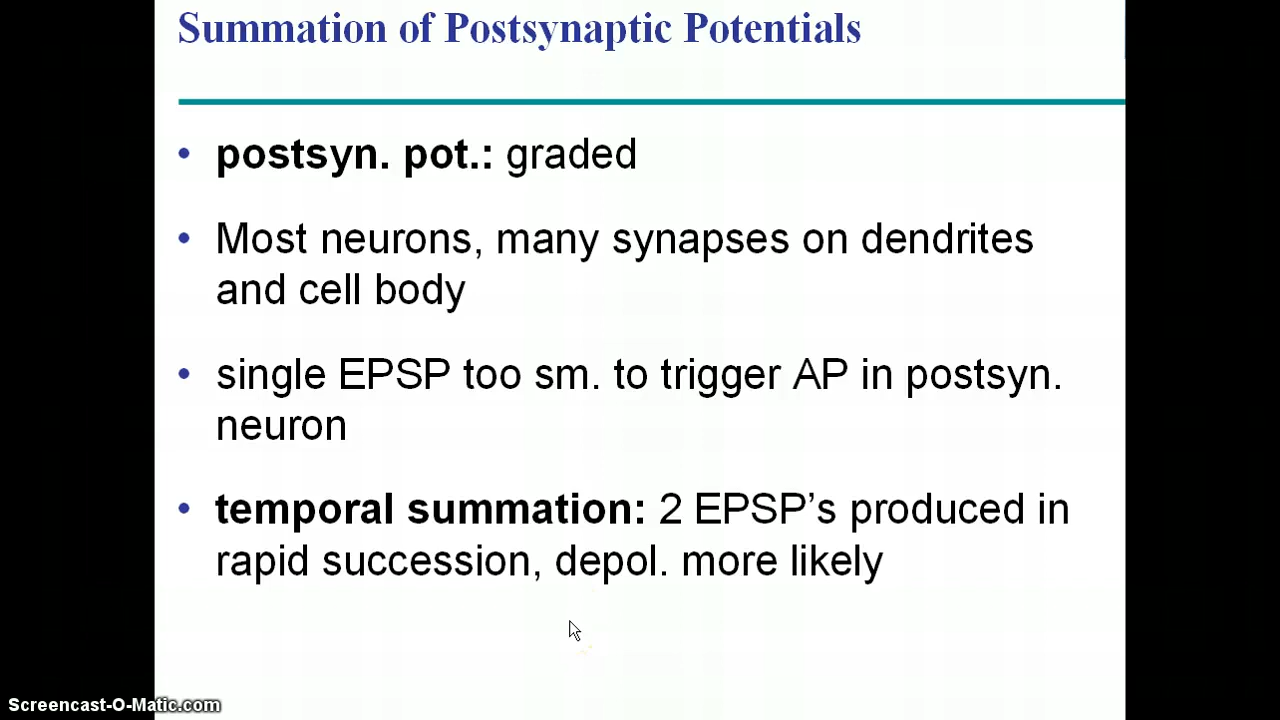 Summation of Postsynaptic Potentials
• postsyn. pot.: graded
• Most neurons, many synapses on dendrites
and cell body
• single EPSP too sm. to trigger AP in postsyn.
neuron
• temporal summation: 2 EPSP’s produced in
rapid succession, depol. more likely
Screencast-O-Matic.com